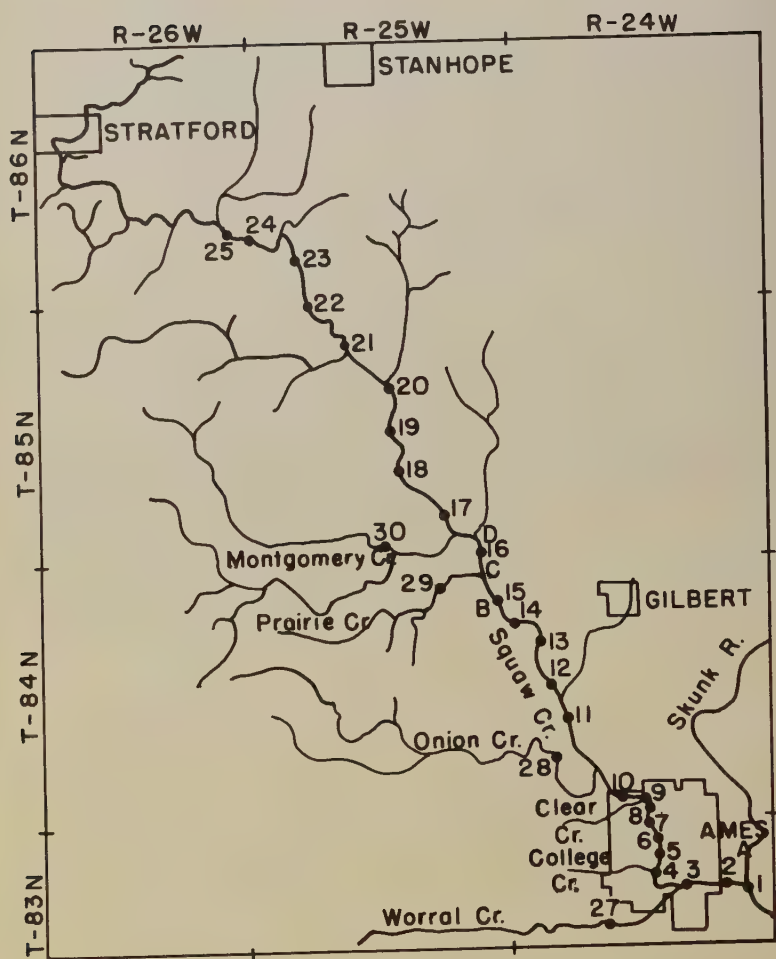 R-26W R-25W R-24W
STANHOPE
STRATFORD
T-86N
25 24
23
22
21
20
19
18
T-85N
17
D
30
16
Montgomery Cr.
C
29
15
B
14
GILBERT
Prairie Cr.
13
Squaw Cr.
12
Skunk R.
T-84N
11
Onion Cr.
28
10 9
Clear Cr.
8 7
AMES
6
A
5
College Cr.
4 3 2 1
T-83N
Worral Cr.
27